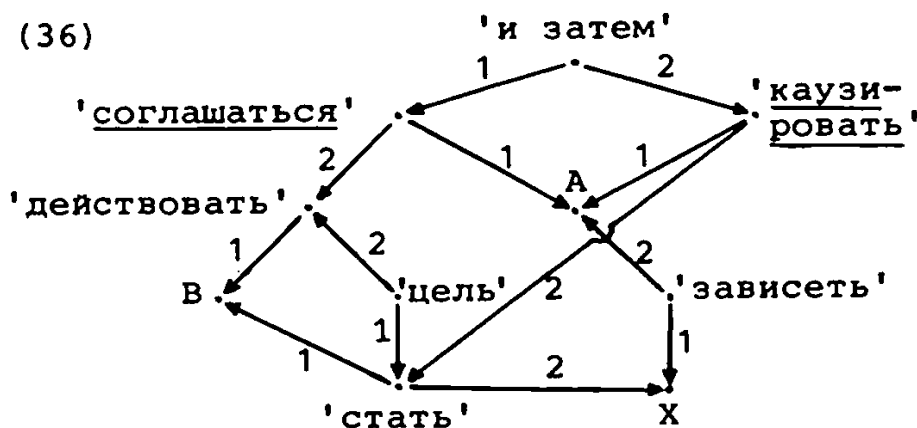 (36)
'и затем'
1 2
'соглашаться'
'каузи-
ровать'
2 1 1
A
'действовать'
1 2 2
B 'цель' 2 'зависеть'
1 1 1
2
'стать' X